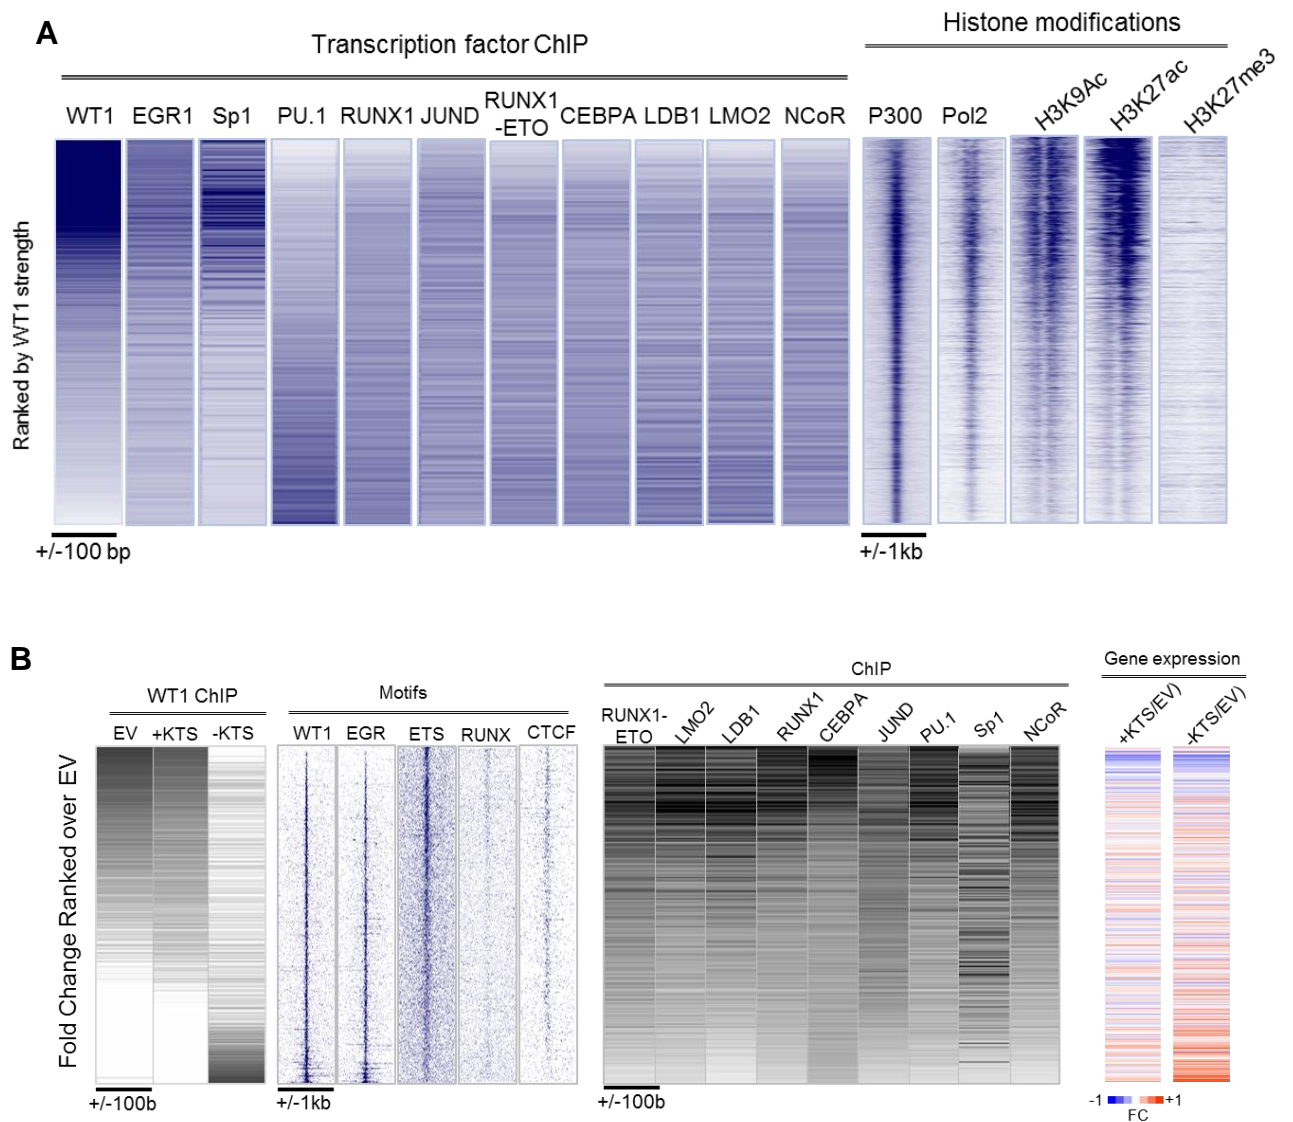 A
Transcription factor ChIP
Histone modifications
WT1 EGR1 Sp1 PU.1 RUNX1 JUND RUNX1
-ETO CEBPA LDB1 LMO2 NCoR P300 Pol2 H3K9Ac H3K27ac H3K27me3
Ranked by WT1 strength
+/-100 bp
+/-1kb
B
WT1 ChIP
Motifs
ChIP
Gene expression
EV +KTS -KTS
WT1 EGR ETS RUNX CTCF
RUNX1-
ETO LMO2 LDB1 RUNX1 CEBPA JUND PU.1 Sp1 NCoR
+KTS/EV) -KTS/EV)
Fold Change Ranked over EV
+/-100b
+/-1kb
+/-100b
-1 +1
FC